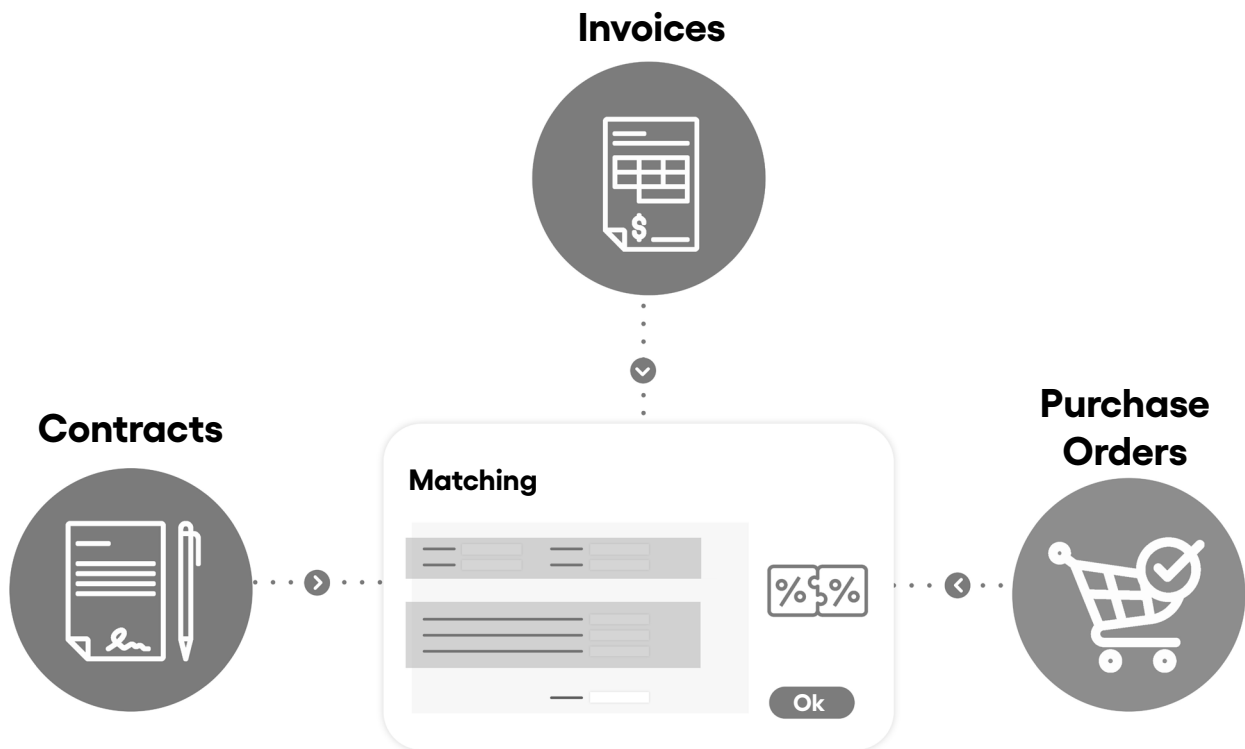 Invoices
Contracts
Purchase
Orders
Matching
$
%
%
Ok